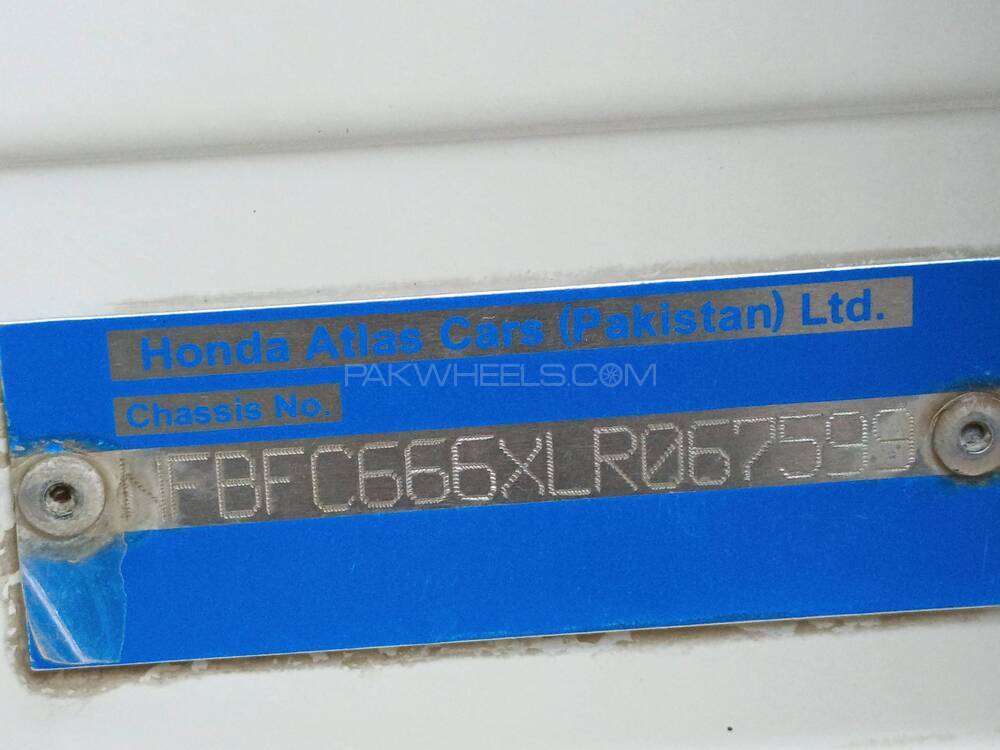 Honda Atlas Cars (Pakistan) Ltd.
PAKWHEELS.COM
Chassis No.
NFBFC666XLR067599